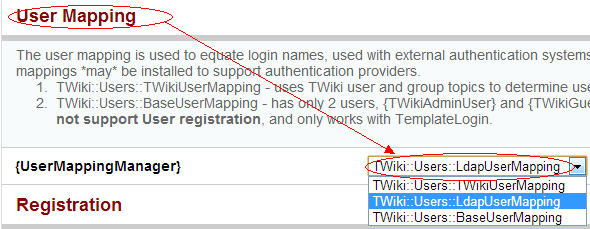 User Mapping
The user mapping is used to equate login names, used with external authentication systems
mappings *may* be installed to support authentication providers.
1. TWiki::Users::TWikiUserMapping - uses TWiki user and group topics to determine use
2. TWiki::Users::BaseUserMapping - has only 2 users, {TWikiAdminUser} and {TWikiGue
not support User registration, and only works with TemplateLogin.
{UserMappingManager} TWiki::Users::LdapUserMapping
TWiki::Users::TWikiUserMapping
TWiki::Users::LdapUserMapping
Registration
TWiki::Users::BaseUserMapping